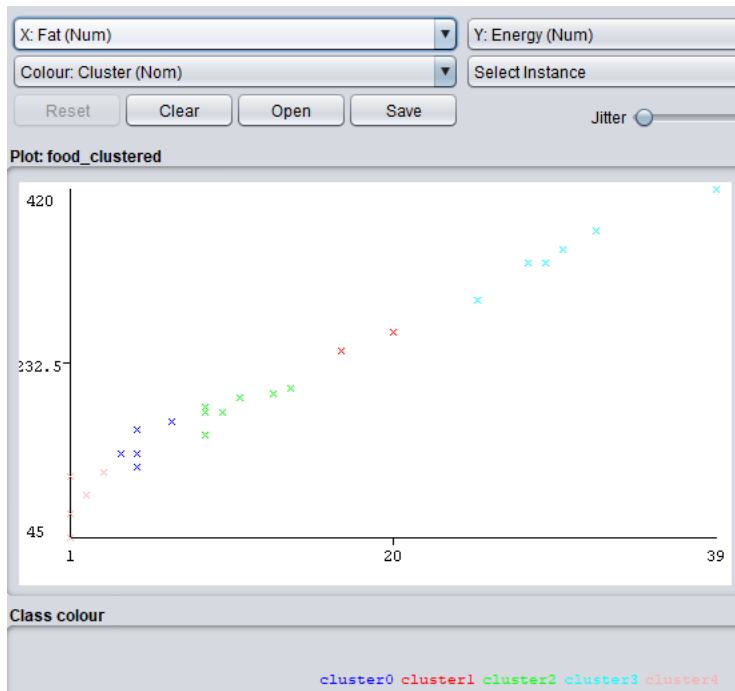 X: Fat (Num) Y: Energy (Num)
Colour: Cluster (Nom) Select Instance
Reset Clear Open Save Jitter
Plot: food_clustered
420
232.5
45
1 20 39
Class colour
cluster0 cluster1 cluster2 cluster3 cluster4